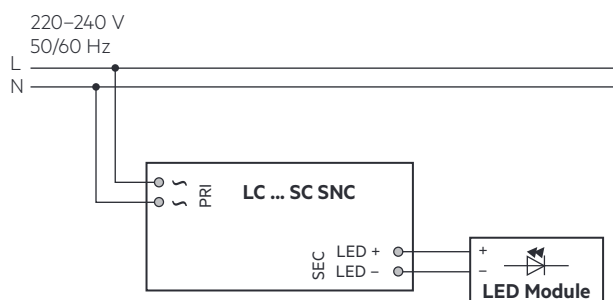 220–240 V
50/60 Hz
L
N
~ PRI
~
LC ... SC SNC
SEC
LED +
LED –
+
–
LED Module